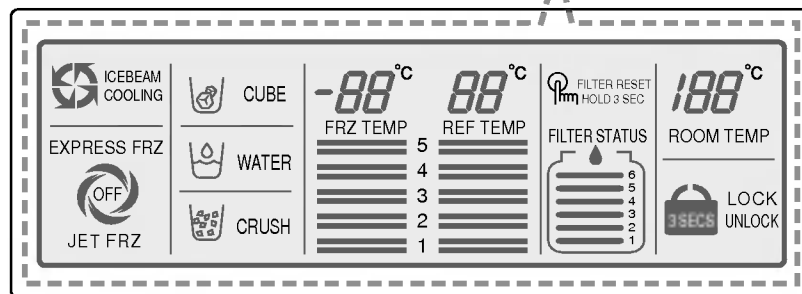 ICEBEAM
COOLING
EXPRESS FRZ
OFF
JET FRZ
CUBE
WATER
CRUSH
-88°C
FRZ TEMP
88°C
REF TEMP
5
4
3
2
1
FILTER RESET
HOLD 3 SEC
FILTER STATUS
6
5
4
3
2
1
188°C
ROOM TEMP
3SECS
LOCK
UNLOCK